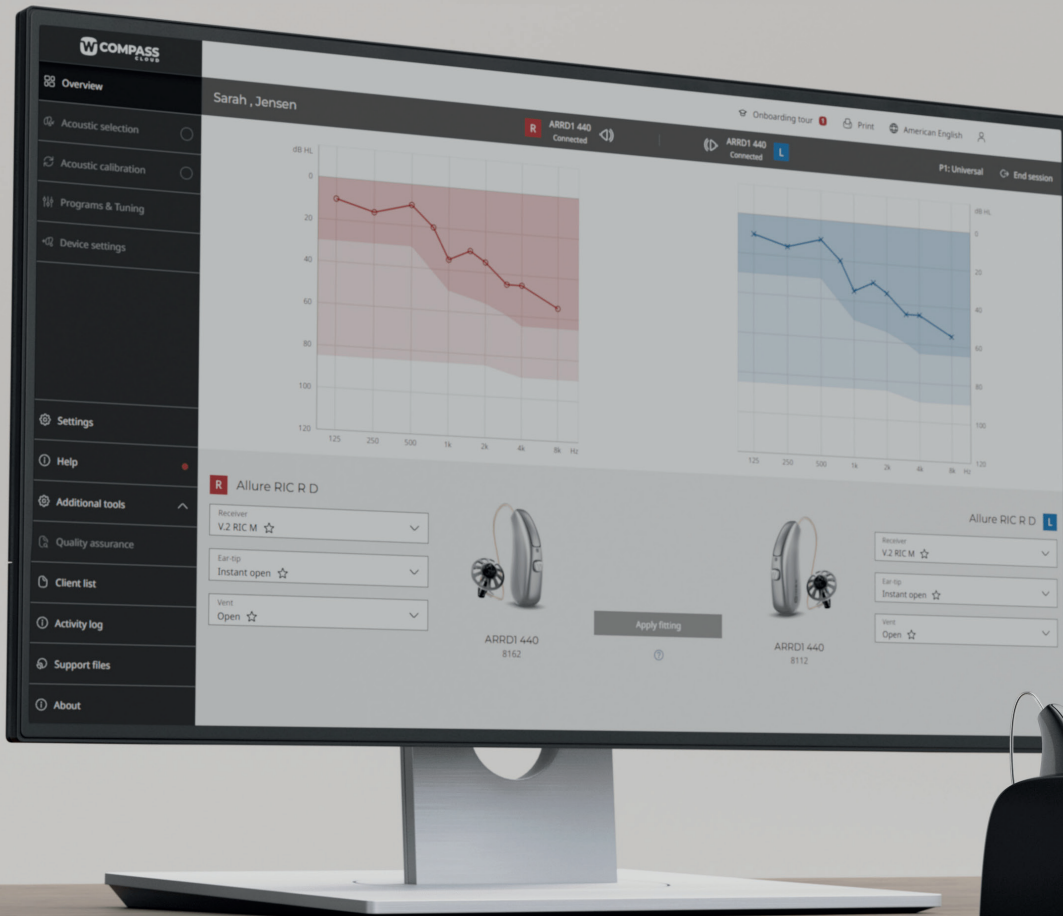 W COMPASS
CLOUD
Overview
Acoustic selection
Acoustic calibration
Programs & Tuning
Device settings
Settings
Help
Additional tools
Quality assurance
Client list
Activity log
Support files
About
Onboarding tour 1
Print
American English
Sarah , Jensen
R ARRD1 440
Connected
ARRD1 440 L
Connected
P1: Universal
End session
dB HL
0
20
40
60
80
100
120
125 250 500 1k 2k 4k 8k Hz
dB HL
0
20
40
60
80
100
120
125 250 500 1k 2k 4k 8k Hz
R Allure RIC R D
Receiver
V.2 RIC M
Ear-tip
Instant open
Vent
Open
ARRD1 440
8162
Apply fitting
?
ARRD1 440
8112
Allure RIC R D L
Receiver
V.2 RIC M
Ear-tip
Instant open
Vent
Open